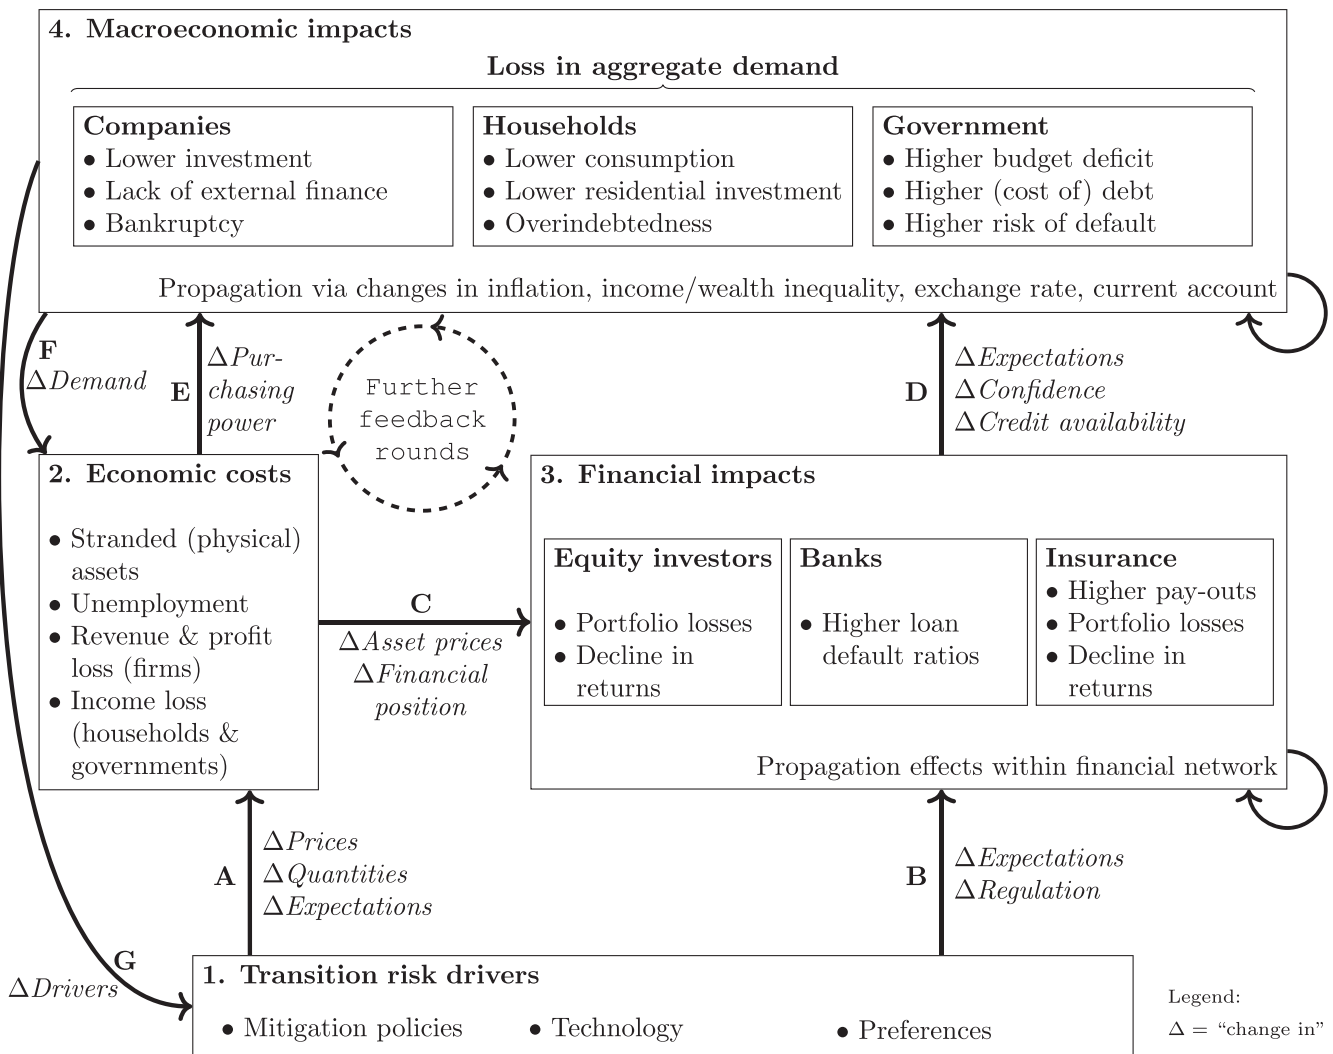 4. Macroeconomic impacts
Loss in aggregate demand
Companies
• Lower investment
• Lack of external finance
• Bankruptcy
Households
• Lower consumption
• Lower residential investment
• Overindebtedness
Government
• Higher budget deficit
• Higher (cost of) debt
• Higher risk of default
Propagation via changes in inflation, income/wealth inequality, exchange rate, current account
F
ΔDemand
E
ΔPur-
chasing
power
Further
feedback
rounds
D
ΔExpectations
ΔConfidence
ΔCredit availability
2. Economic costs
• Stranded (physical)
assets
• Unemployment
• Revenue & profit
loss (firms)
• Income loss
(households &
governments)
C
ΔAsset prices
ΔFinancial
position
3. Financial impacts
Equity investors
• Portfolio losses
• Decline in
returns
Banks
• Higher loan
default ratios
Insurance
• Higher pay-outs
• Portfolio losses
• Decline in
returns
Propagation effects within financial network
A
ΔPrices
ΔQuantities
ΔExpectations
B
ΔExpectations
ΔRegulation
G
ΔDrivers
1. Transition risk drivers
• Mitigation policies
• Technology
• Preferences
Legend:
Δ = “change in”